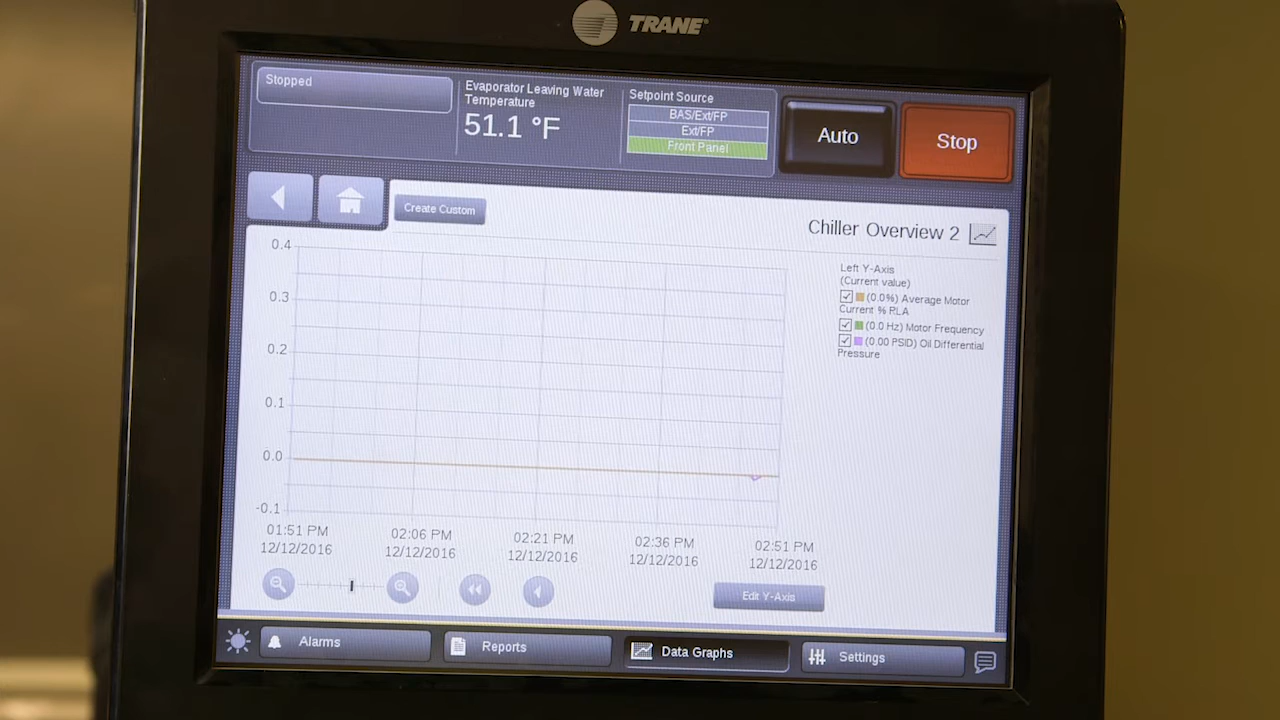 TRANE
Stopped
Evaporator Leaving Water
Temperature
51.1 °F
Setpoint Source
BAS/Ext/FP
Ext/FP
Front Panel
Auto
Stop
Create Custom
Chiller Overview 2
Left Y-Axis
(Current value)
(0.0%) Average Motor
Current % RLA
(0.0 Hz) Motor Frequency
(0.00 PSID) Oil Differential
Pressure
0.4
0.3
0.2
0.1
0.0
-0.1
01:51 PM
12/12/2016
02:06 PM
12/12/2016
02:21 PM
12/12/2016
02:36 PM
12/12/2016
02:51 PM
12/12/2016
Edit Y-Axis
Alarms
Reports
Data Graphs
Settings